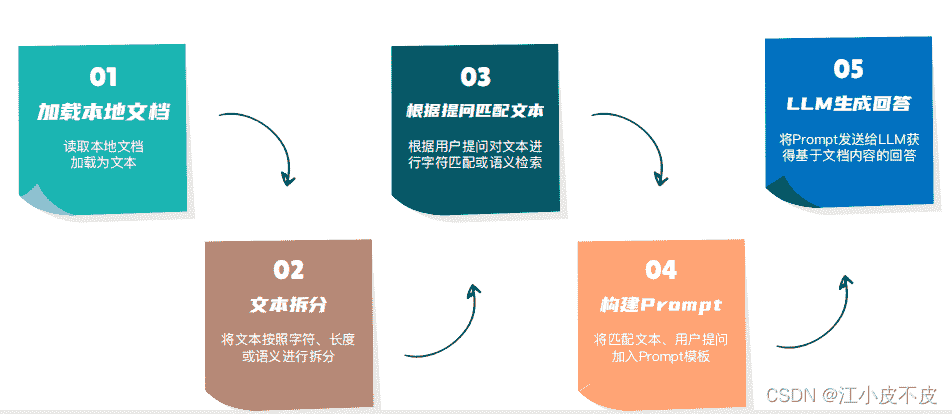 01
加载本地文档
读取本地文档
加载为文本
02
文本拆分
将文本按照字符、长度
或语义进行拆分
03
根据提问匹配文本
根据用户提问对文本进
行字符匹配或语义检索
04
构建Prompt
将匹配文本、用户提问
加入Prompt模板
05
LLM生成回答
将Prompt发送给LLM获
得基于文档内容的回答
CSDN @江小皮不皮